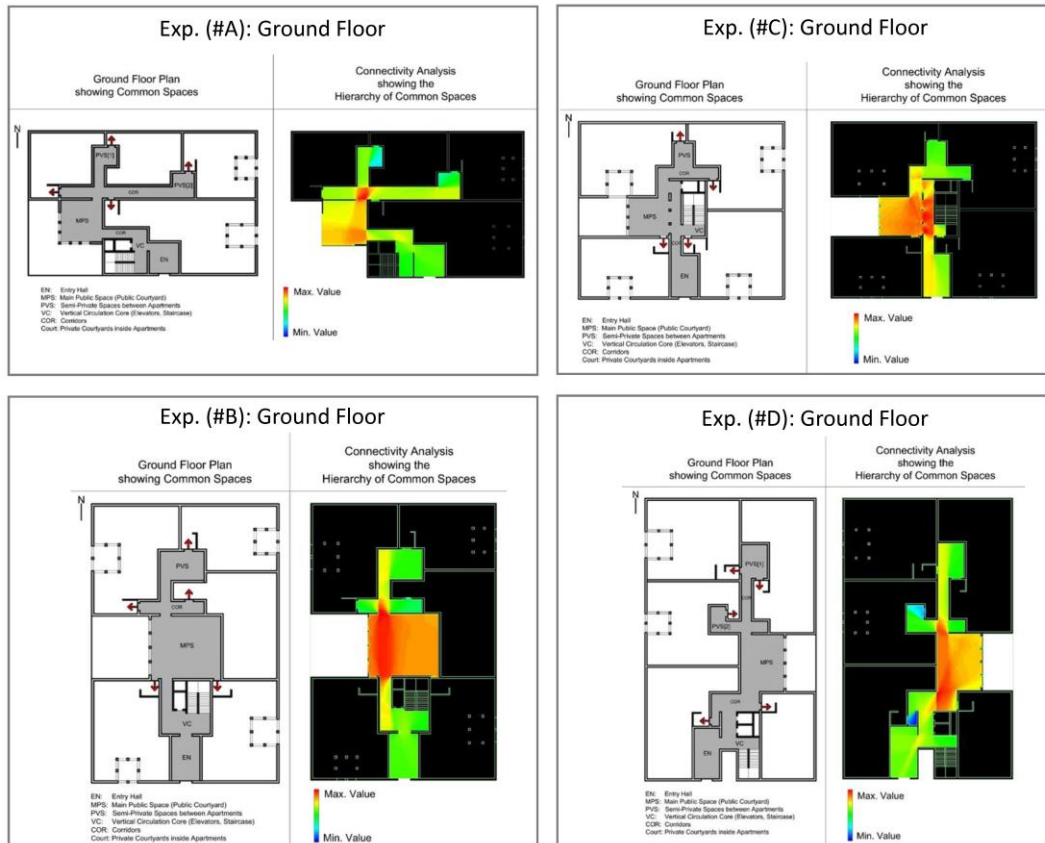 Exp. (#A): Ground Floor
Ground Floor Plan
showing Common Spaces
Connectivity Analysis
showing the
Hierarchy of Common Spaces
N
PVS[1]
PVS[2]
COR
MPS
COR
VC
EN
EN: Entry Hall
MPS: Main Public Space (Public Courtyard)
PVS: Semi-Private Spaces between Apartments
VC: Vertical Circulation Core (Elevators, Staircase)
COR: Corridors
Court: Private Courtyards inside Apartments
Max. Value
Min. Value
Exp. (#C): Ground Floor
Ground Floor Plan
showing Common Spaces
Connectivity Analysis
showing the
Hierarchy of Common Spaces
N
PVS
COR
MPS
VC
COR
EN
EN: Entry Hall
MPS: Main Public Space (Public Courtyard)
PVS: Semi-Private Spaces between Apartments
VC: Vertical Circulation Core (Elevators, Staircase)
COR: Corridors
Court: Private Courtyards inside Apartments
Max. Value
Min. Value
Exp. (#B): Ground Floor
Ground Floor Plan
showing Common Spaces
Connectivity Analysis
showing the
Hierarchy of Common Spaces
N
PVS
COR
MPS
VC
EN
EN: Entry Hall
MPS: Main Public Space (Public Courtyard)
PVS: Semi-Private Spaces between Apartments
VC: Vertical Circulation Core (Elevators, Staircase)
COR: Corridors
Court: Private Courtyards inside Apartments
Max. Value
Min. Value
Exp. (#D): Ground Floor
Ground Floor Plan
showing Common Spaces
Connectivity Analysis
showing the
Hierarchy of Common Spaces
N
PVS[1]
COR
PVS[2]
MPS
COR
EN
VC
EN: Entry Hall
MPS: Main Public Space (Public Courtyard)
PVS: Semi-Private Spaces between Apartments
VC: Vertical Circulation Core (Elevators, Staircase)
COR: Corridors
Court: Private Courtyards inside Apartments
Max. Value
Min. Value